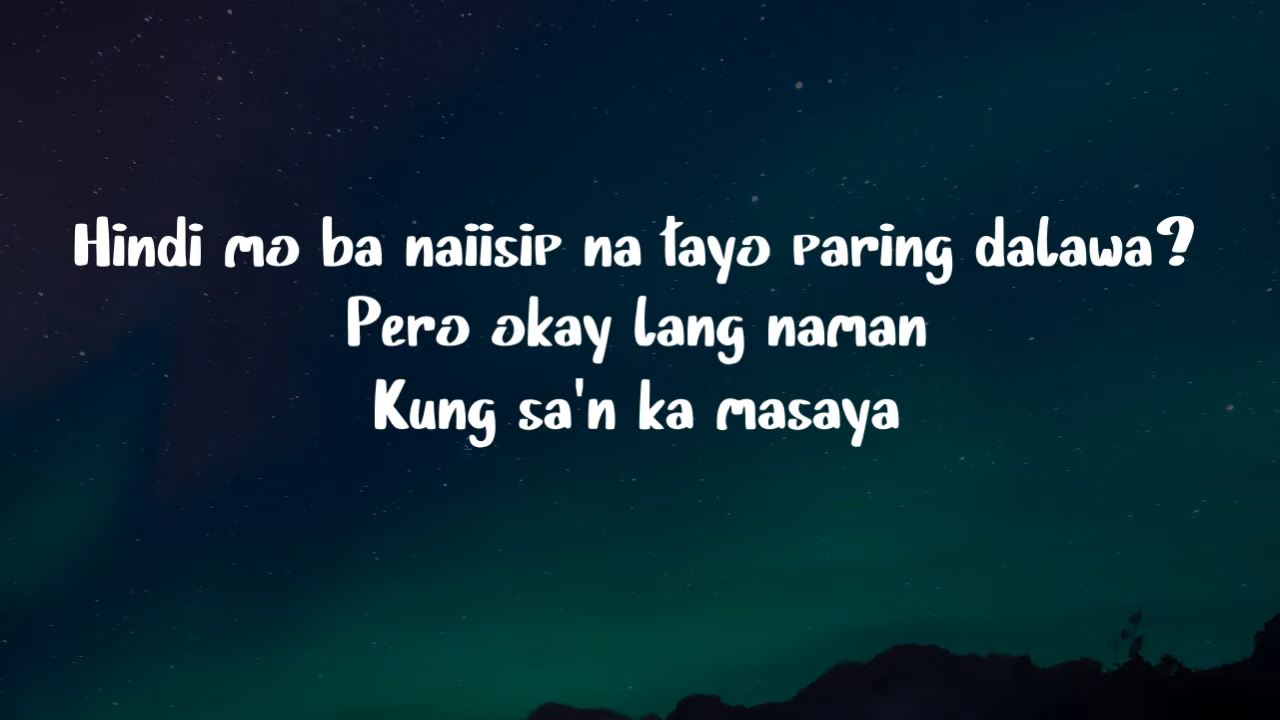 Hindi mo ba naiisip na tayo paring dalawa?
Pero okay lang naman
Kung sa'n ka masaya